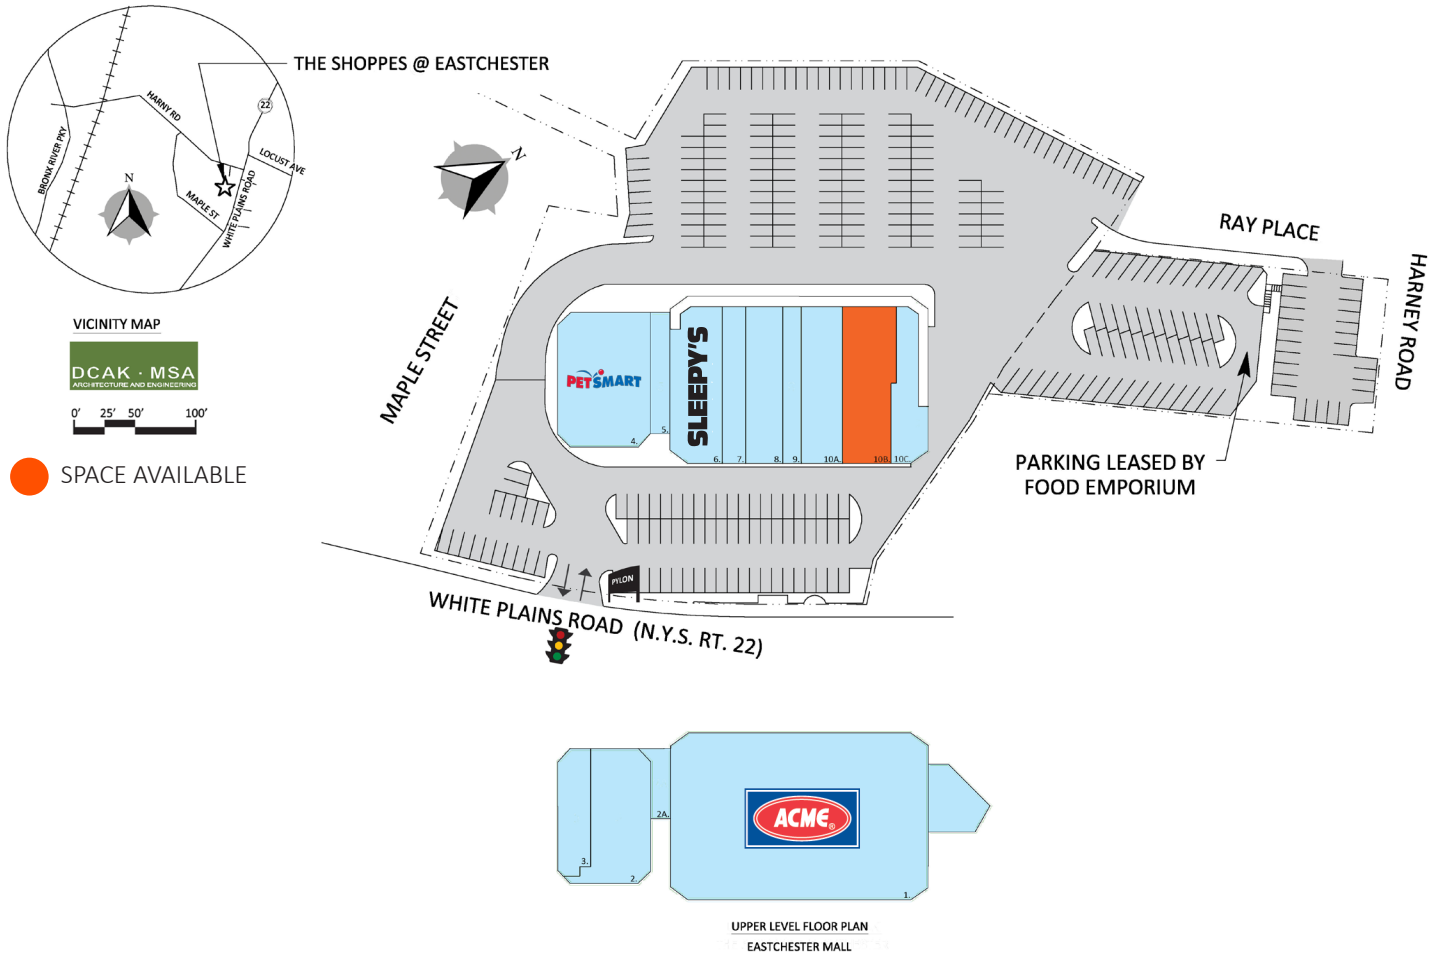 THE SHOPPES @ EASTCHESTER
22
HARNY RD
BRONX RIVER PKY
LOCUST AVE
WHITE PLAINS ROAD
MAPLE ST
N
N
VICINITY MAP
DCAK · MSA
ARCHITECTURE AND ENGINEERING
0' 25' 50' 100'
SPACE AVAILABLE
MAPLE STREET
RAY PLACE
HARNEY ROAD
PETSMART
SLEEPY'S
4.
5.
6.
7.
8.
9.
10A.
10B.
10C.
PARKING LEASED BY
FOOD EMPORIUM
PYLON
WHITE PLAINS ROAD (N.Y.S. RT. 22)
ACME®
2A.
3.
2.
1.
UPPER LEVEL FLOOR PLAN
EASTCHESTER MALL